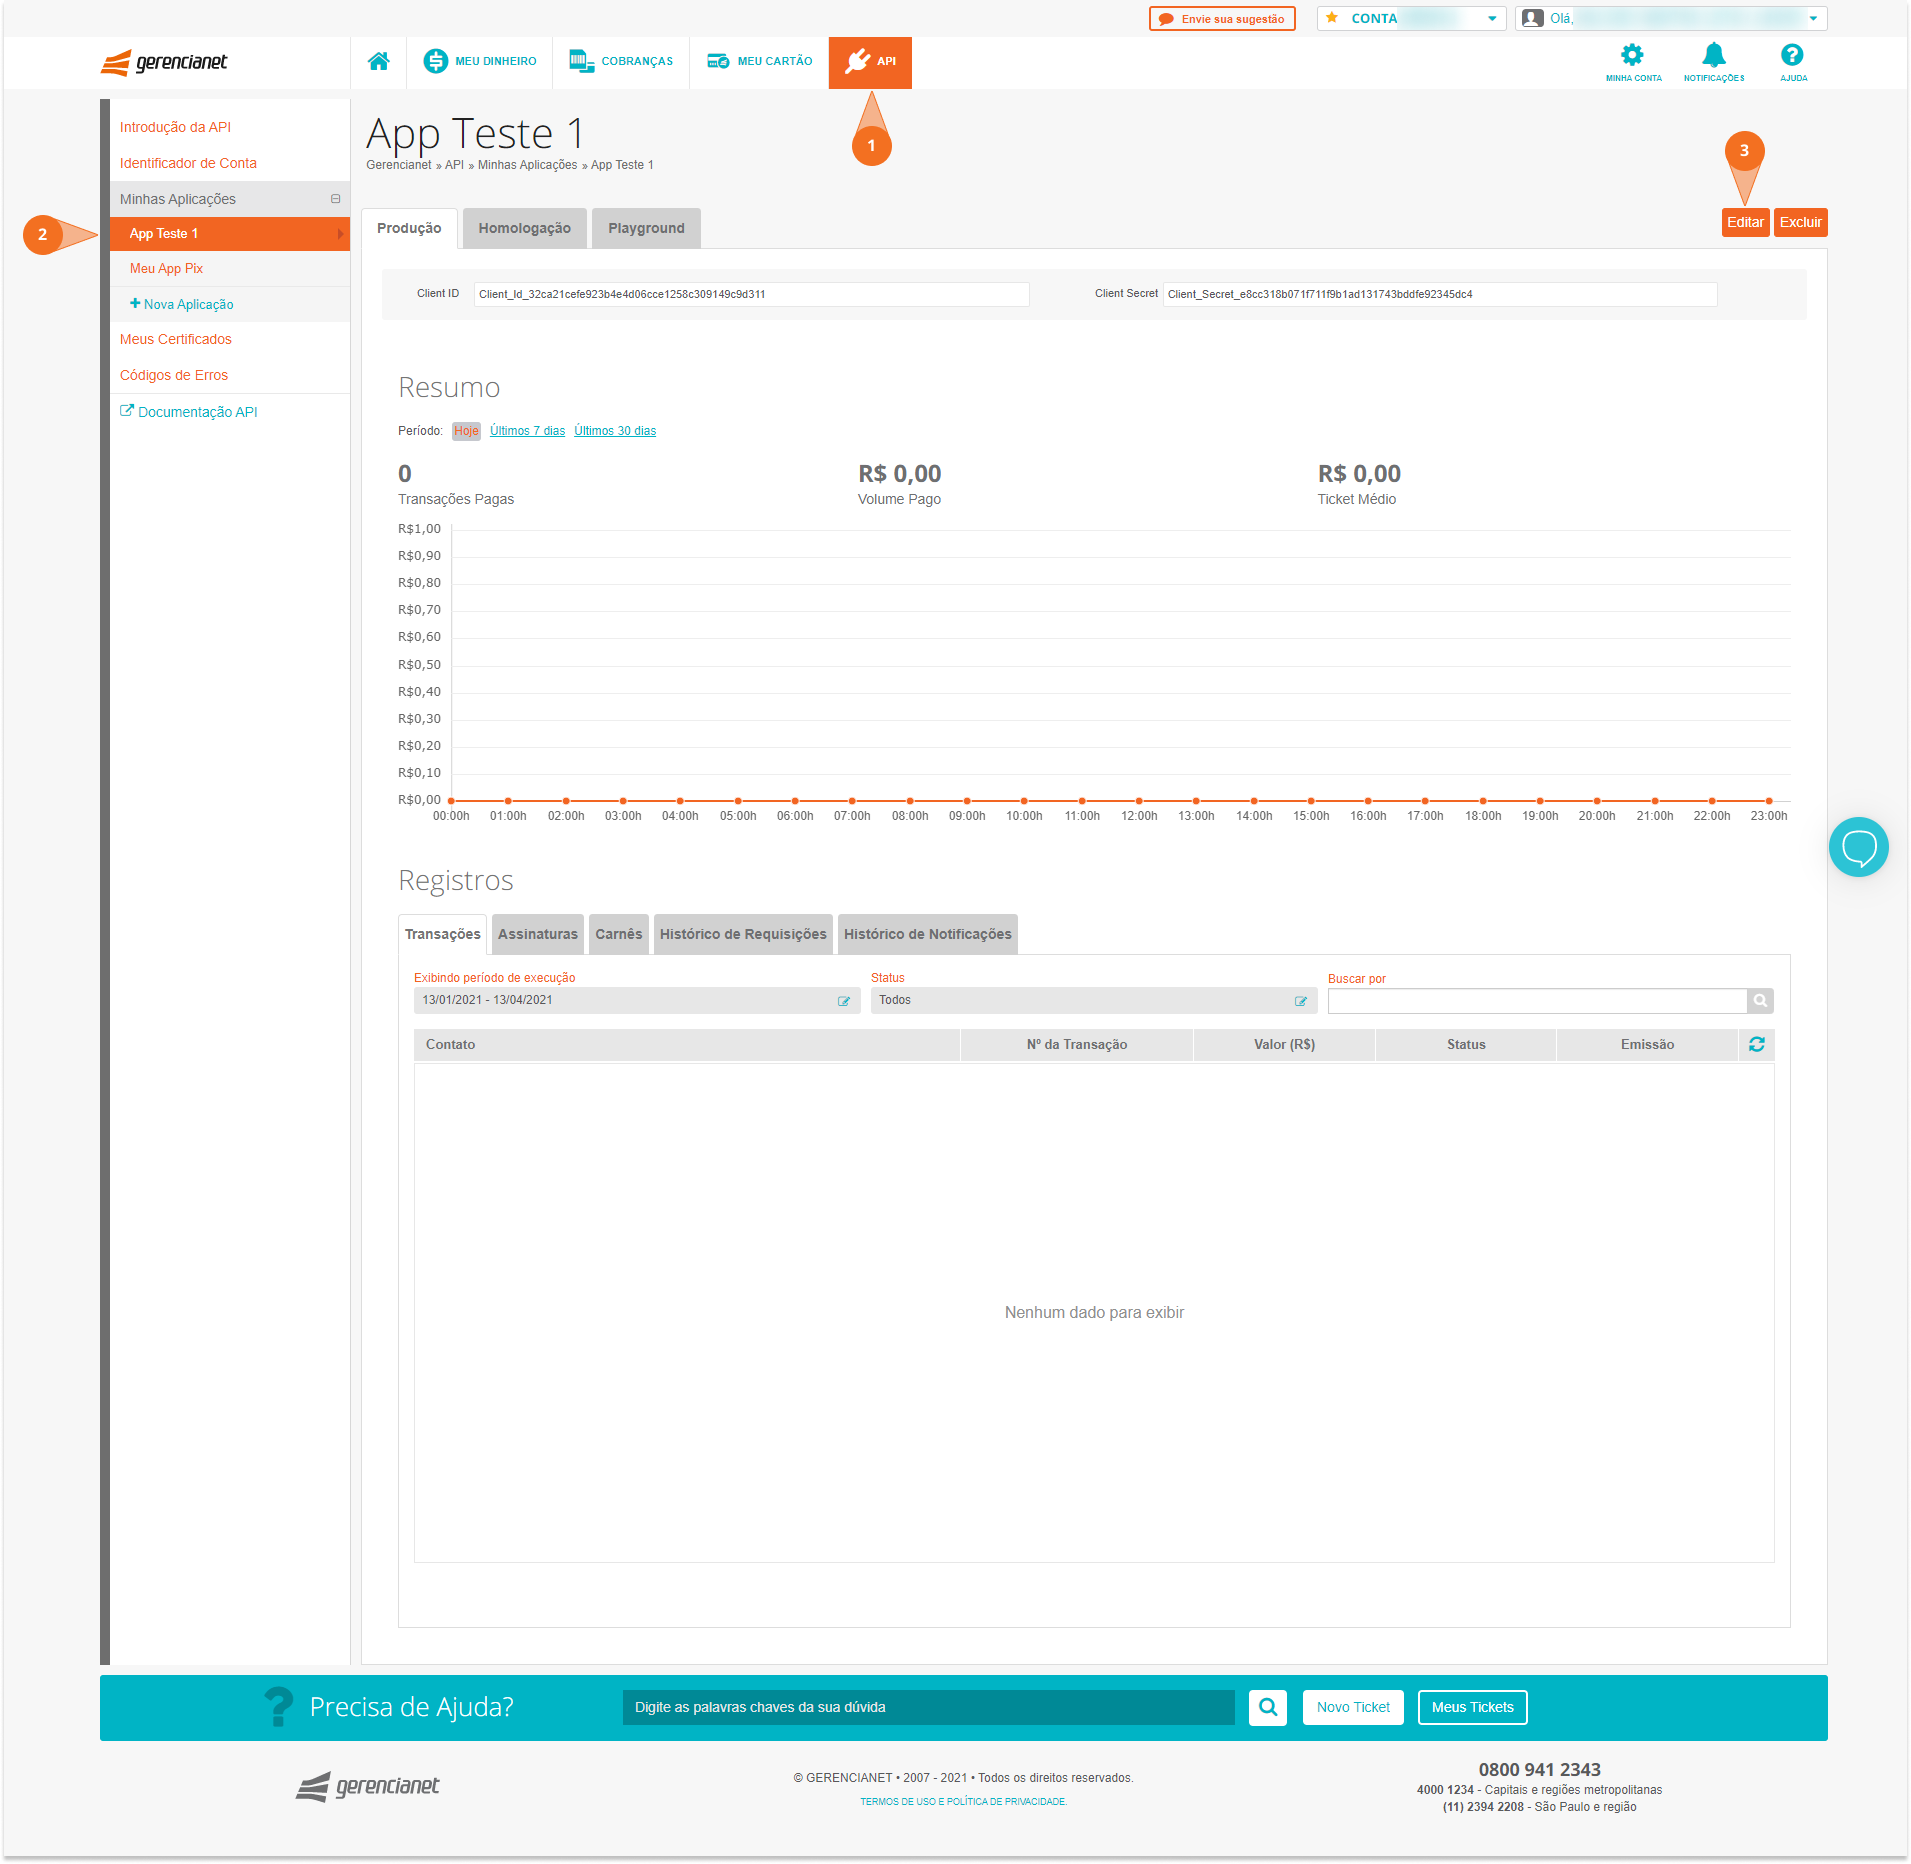 Envie sua sugestão
CONTA
Olá,
gerencianet
MEU DINHEIRO
COBRANÇAS
MEU CARTÃO
API
MINHA CONTA
NOTIFICAÇÕES
AJUDA
1
2
3
Introdução da API
Identificador de Conta
Minhas Aplicações
App Teste 1
Meu App Pix
Nova Aplicação
Meus Certificados
Códigos de Erros
Documentação API
App Teste 1
Gerencianet » API » Minhas Aplicações » App Teste 1
Produção
Homologação
Playground
Editar
Excluir
Client ID
Client_Id_32ca21cefe923b4e4d06cce1258c309149c9d311
Client Secret
Client_Secret_e8cc318b071f711f9b1ad131743bddfe92345dc4
Resumo
Período: Hoje Últimos 7 dias Últimos 30 dias
0
Transações Pagas
R$ 0,00
Volume Pago
R$ 0,00
Ticket Médio
R$1,00
R$0,90
R$0,80
R$0,70
R$0,60
R$0,50
R$0,40
R$0,30
R$0,20
R$0,10
R$0,00
00:00h 01:00h 02:00h 03:00h 04:00h 05:00h 06:00h 07:00h 08:00h 09:00h 10:00h 11:00h 12:00h 13:00h 14:00h 15:00h 16:00h 17:00h 18:00h 19:00h 20:00h 21:00h 22:00h 23:00h
Registros
Transações
Assinaturas
Carnês
Histórico de Requisições
Histórico de Notificações
Exibindo período de execução
13/01/2021 - 13/04/2021
Status
Todos
Buscar por
Contato
Nº da Transação
Valor (R$)
Status
Emissão
Nenhum dado para exibir
? Precisa de Ajuda?
Digite as palavras chaves da sua dúvida
Novo Ticket
Meus Tickets
gerencianet
© GERENCIANET • 2007 - 2021 • Todos os direitos reservados.
TERMOS DE USO E POLÍTICA DE PRIVACIDADE.
0800 941 2343
4000 1234 - Capitais e regiões metropolitanas
(11) 2394 2208 - São Paulo e região